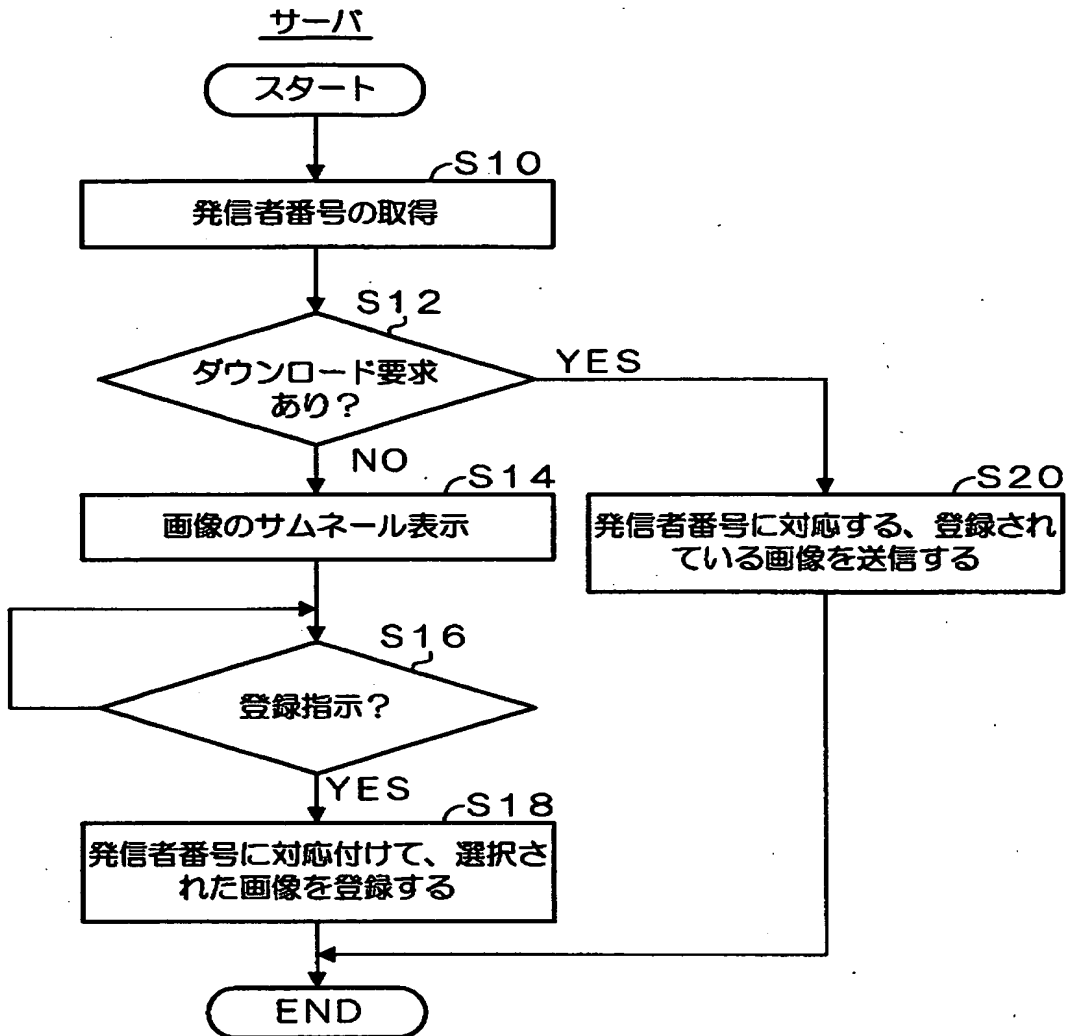 サーバ
スタート
S10
発信者番号の取得
S12
ダウンロード要求
あり?
YES
NO
S14
画像のサムネール表示
S20
発信者番号に対応する、登録され
ている画像を送信する
S16
登録指示?
YES
S18
発信者番号に対応付けて、選択さ
れた画像を登録する
END